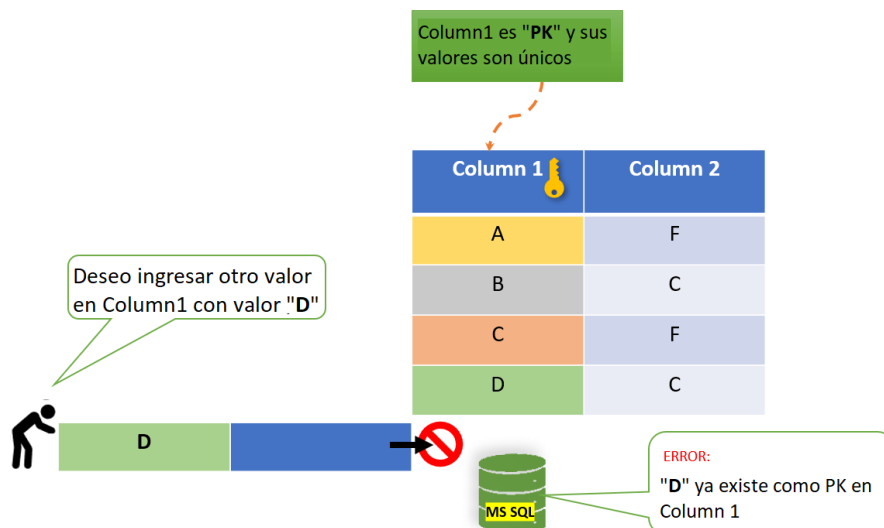 Column1 es "PK" y sus
valores son únicos
Column 1
Column 2
A
F
B
C
C
F
D
C
Deseo ingresar otro valor
en Column1 con valor "D"
D
MS SQL
ERROR:
"D" ya existe como PK en
Column 1